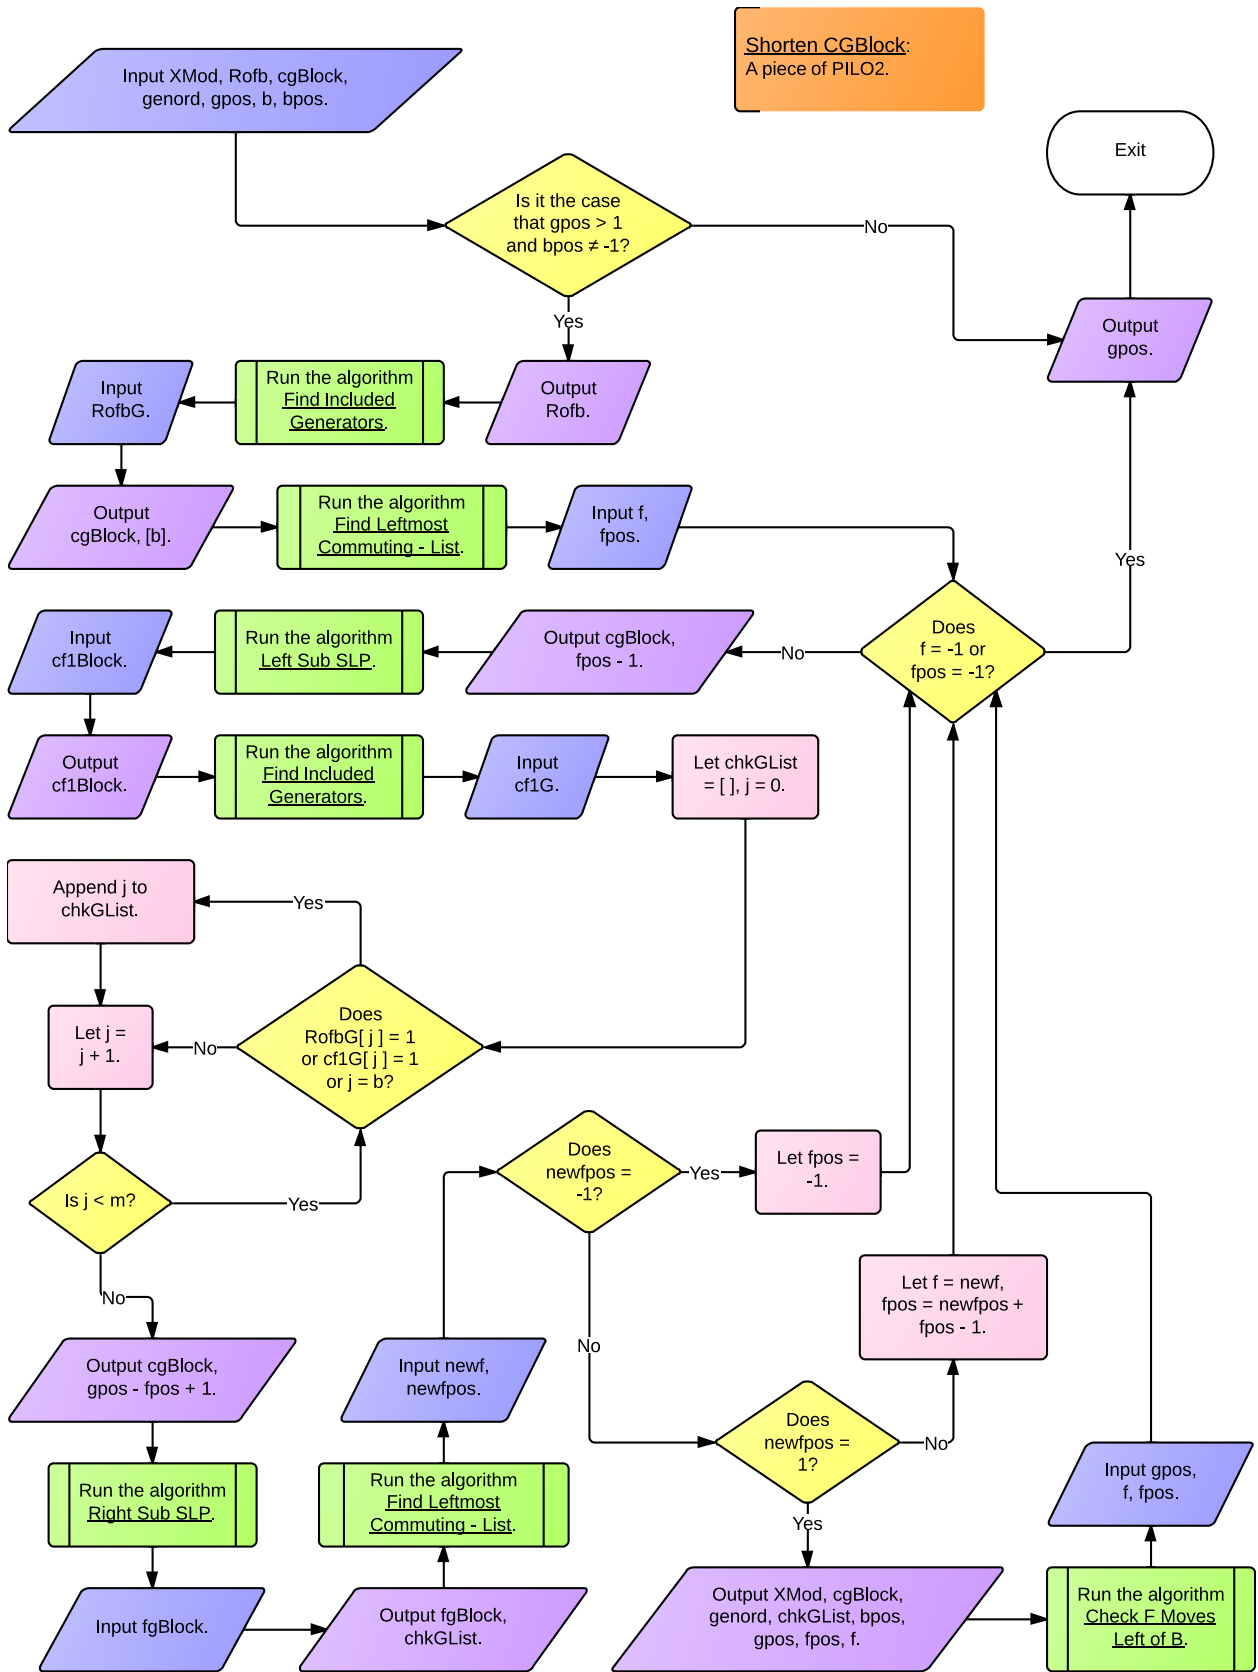 Shorten CGBlock:
A piece of PILO2.
Input XMod, Rofb, cgBlock,
genord, gpos, b, bpos.
Exit
Is it the case
that gpos > 1
and bpos ≠ -1?
No
Yes
Output
gpos.
Input
RofbG.
Run the algorithm
Find Included
Generators.
Output
Rofb.
Output
cgBlock, [b].
Run the algorithm
Find Leftmost
Commuting - List.
Input f,
fpos.
Yes
Input
cf1Block.
Run the algorithm
Left Sub SLP.
Output cgBlock,
fpos - 1.
No
Does
f = -1 or
fpos = -1?
Output
cf1Block.
Run the algorithm
Find Included
Generators.
Input
cf1G.
Let chkGList
= [ ], j = 0.
Append j to
chkGList.
Yes
Let j =
j + 1.
No
Does
RofbG[ j ] = 1
or cf1G[ j ] = 1
or j = b?
Is j < m?
Yes
No
Does
newfpos =
-1?
Yes
Let fpos =
-1.
No
Let f = newf,
fpos = newfpos +
fpos - 1.
Output cgBlock,
gpos - fpos + 1.
Input newf,
newfpos.
Does
newfpos =
1?
No
Yes
Input gpos,
f, fpos.
Run the algorithm
Right Sub SLP.
Run the algorithm
Find Leftmost
Commuting - List.
Input fgBlock.
Output fgBlock,
chkGList.
Output XMod, cgBlock,
genord, chkGList, bpos,
gpos, fpos, f.
Run the algorithm
Check F Moves
Left of B.